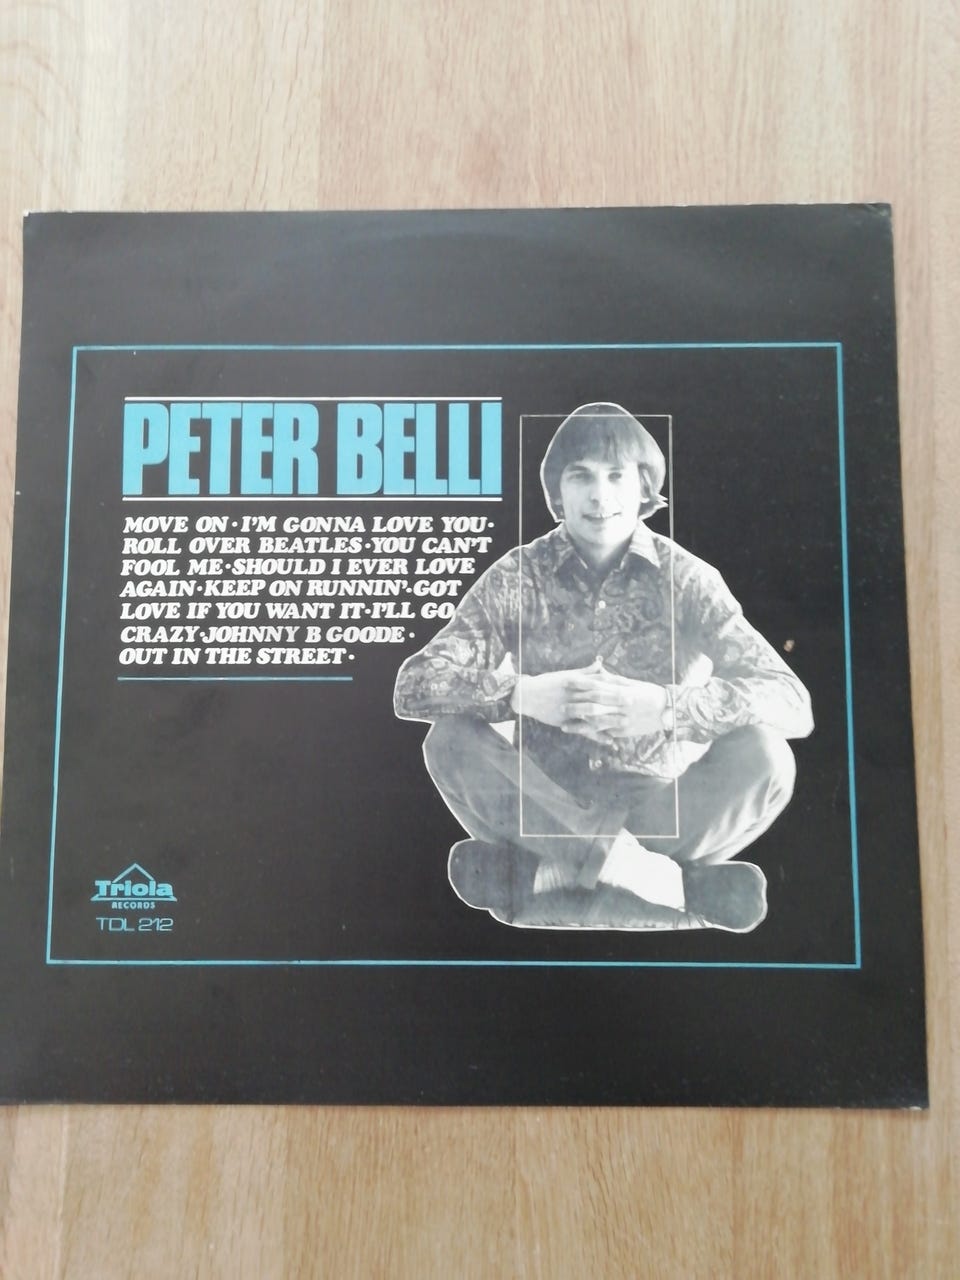 PETER BELLI
MOVE ON • I'M GONNA LOVE YOU •
ROLL OVER BEATLES • YOU CAN'T
FOOL ME • SHOULD I EVER LOVE
AGAIN • KEEP ON RUNNIN' • GOT
LOVE IF YOU WANT IT • I'LL GO
CRAZY • JOHNNY B GOODE •
OUT IN THE STREET •
Triola
RECORDS
TDL 212